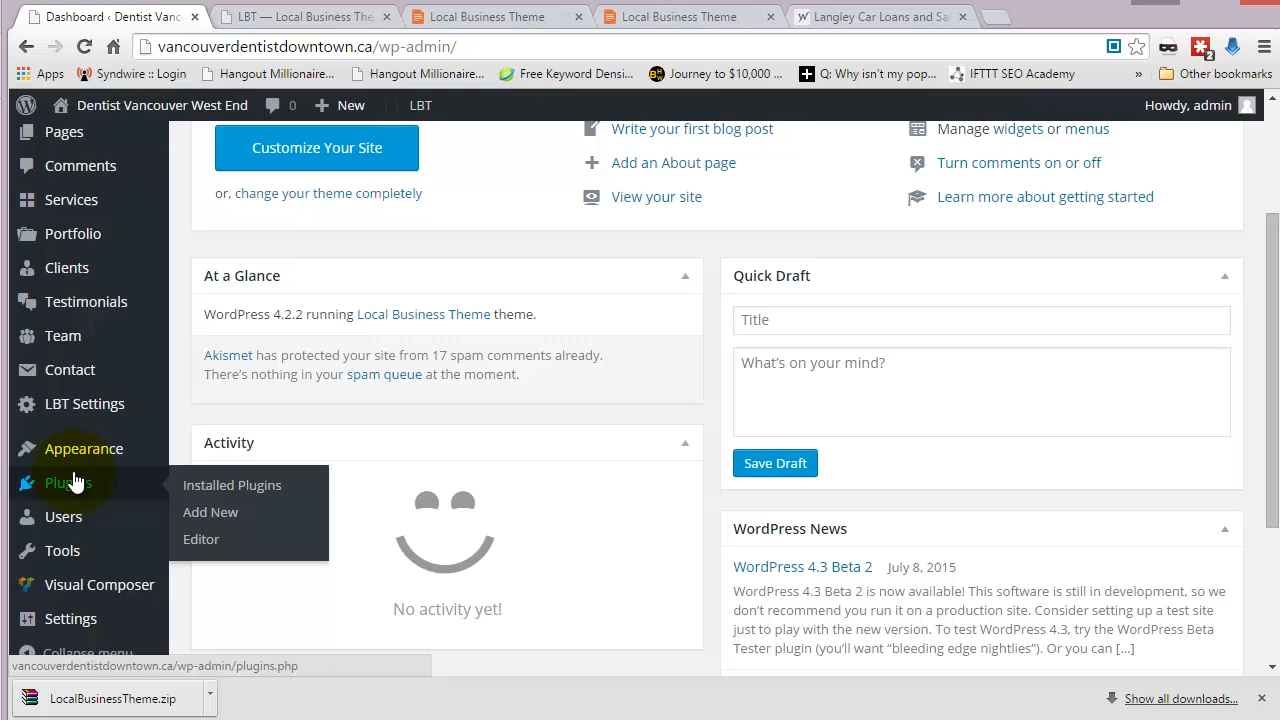 Dashboard ‹ Dentist Vanc
LBT — Local Business The
Local Business Theme
Local Business Theme
Langley Car Loans and Sa
vancouverdentistdowntown.ca/wp-admin/
2
Apps
Syndwire :: Login
Hangout Millionaire...
Hangout Millionaire...
Free Keyword Densi...
Journey to $10,000 ...
Q: Why isn't my pop...
IFTTT SEO Academy
»
Other bookmarks
Dentist Vancouver West End
0
New
LBT
Howdy, admin
Pages
Comments
Services
Portfolio
Clients
Testimonials
Team
Contact
LBT Settings
Appearance
Plugins
Users
Tools
Visual Composer
Settings
Collapse menu
Installed Plugins
Add New
Editor
Customize Your Site
or, change your theme completely
Write your first blog post
Add an About page
View your site
Manage widgets or menus
Turn comments on or off
Learn more about getting started
At a Glance
WordPress 4.2.2 running Local Business Theme theme.
Akismet has protected your site from 17 spam comments already.
There's nothing in your spam queue at the moment.
Activity
No activity yet!
Quick Draft
Title
What's on your mind?
Save Draft
WordPress News
WordPress 4.3 Beta 2 July 8, 2015
WordPress 4.3 Beta 2 is now available! This software is still in development, so we
don't recommend you run it on a production site. Consider setting up a test site
just to play with the new version. To test WordPress 4.3, try the WordPress Beta
Tester plugin (you'll want "bleeding edge nightlies"). Or you can […]
vancouverdentistdowntown.ca/wp-admin/plugins.php
LocalBusinessTheme.zip
Show all downloads...